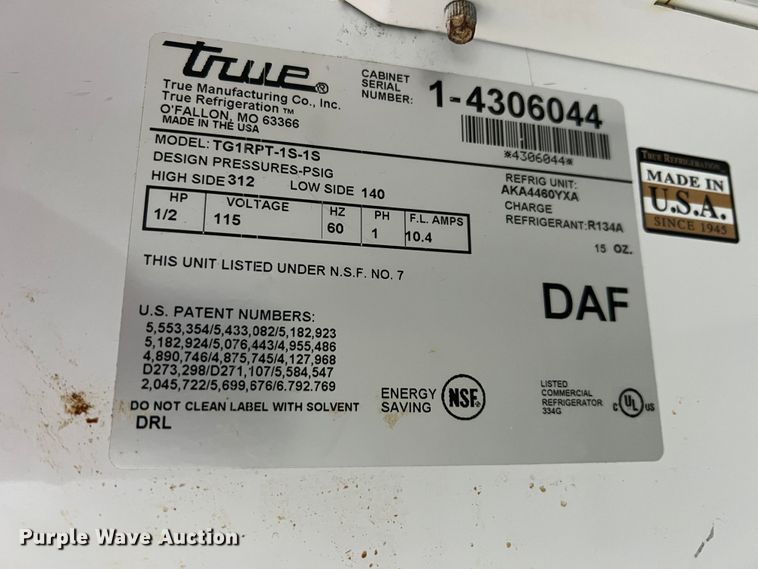 true®
True Manufacturing Co., Inc.
True Refrigeration™
O'FALLON, MO 63366
MADE IN THE USA
CABINET
SERIAL
NUMBER: 1-4306044
*4306044*
MODEL: TG1RPT-1S-1S
DESIGN PRESSURES-PSIG
HIGH SIDE 312 LOW SIDE 140
REFRIG UNIT:
AKA4460YXA
CHARGE
REFRIGERANT:R134A
15 OZ.
HP VOLTAGE HZ PH F.L. AMPS
1/2 115 60 1 10.4
TRUE REFRIGERATION
MADE IN
U.S.A.
SINCE 1945
THIS UNIT LISTED UNDER N.S.F. NO. 7
DAF
U.S. PATENT NUMBERS:
5,553,354/5,433,082/5,182,923
5,182,924/5,076,443/4,955,486
4,890,746/4,875,745/4,127,968
D273,298/D271,107/5,584,547
2,045,722/5,699,676/6.792.769
DO NOT CLEAN LABEL WITH SOLVENT
DRL
ENERGY
SAVING
NSF®
LISTED
COMMERCIAL
REFRIGERATOR
334G
C UL US
Purple Wave Auction